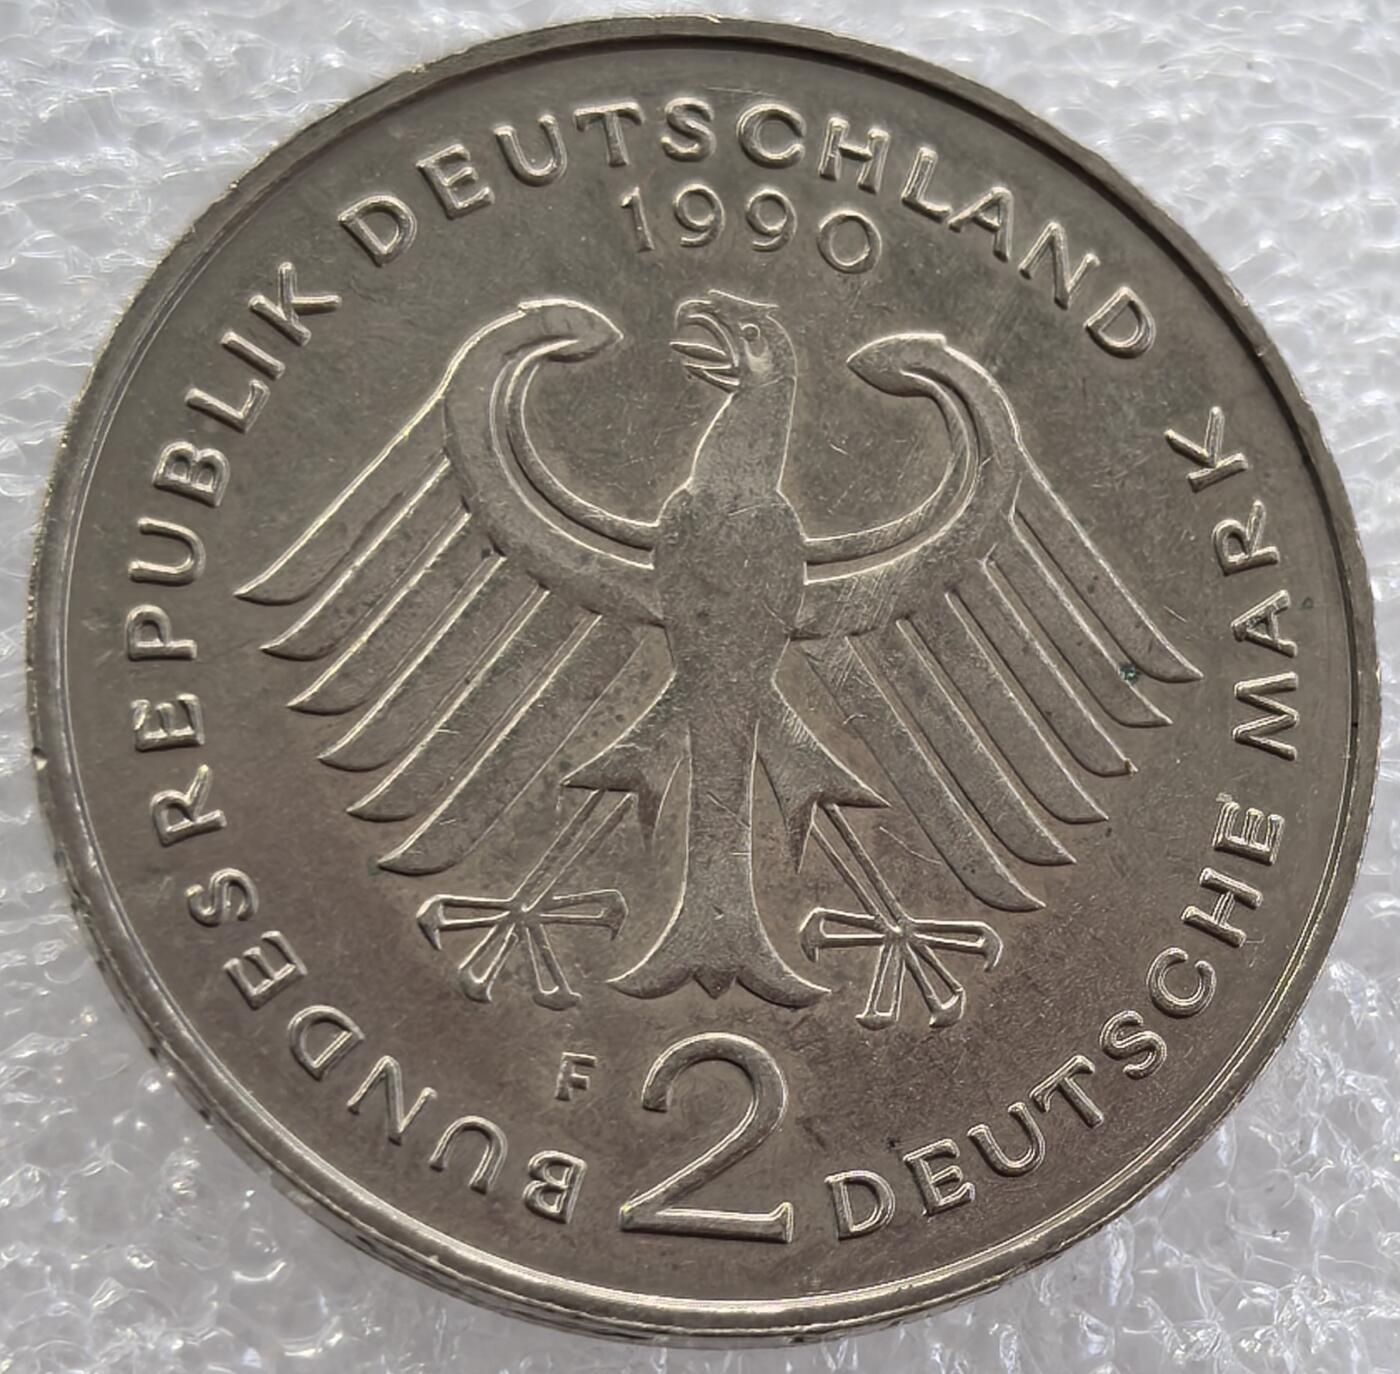 BUNDESREPUBLIK DEUTSCHLAND
1990
F
2
DEUTSCHE MARK